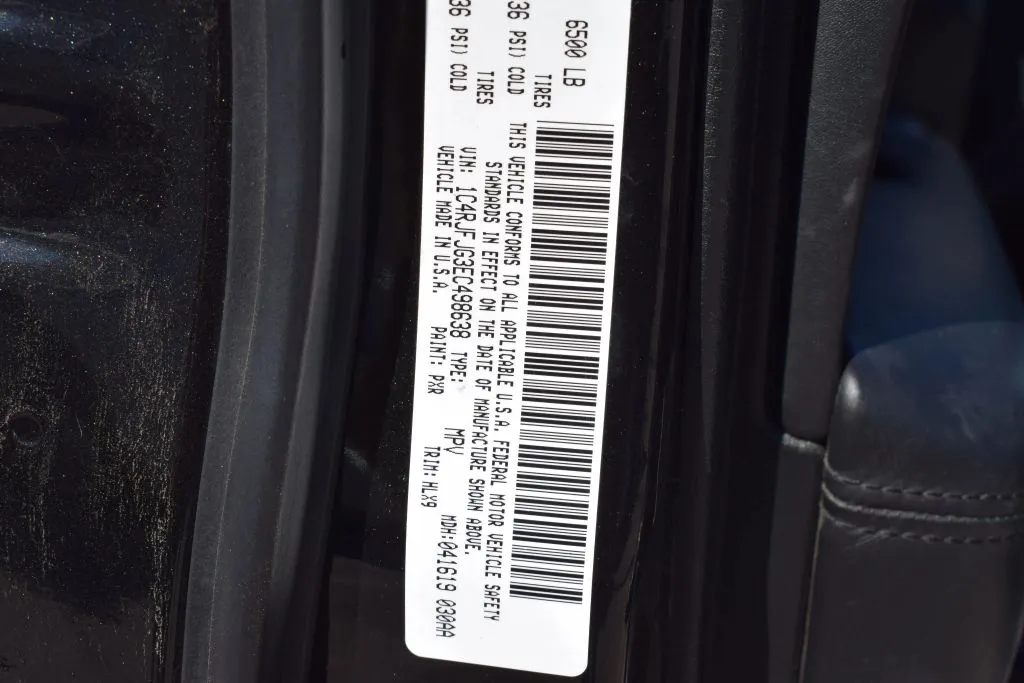 6500 LB
36 PSI) COLD
36 PSI) COLD
TIRES
TIRES
THIS VEHICLE CONFORMS TO ALL APPLICABLE U.S.A. FEDERAL MOTOR VEHICLE SAFETY
STANDARDS IN EFFECT ON THE DATE OF MANUFACTURE SHOWN ABOVE.
VIN: 1C4RJFJG3EC498638 TYPE: MPV MDH:041619 030AA
VEHICLE MADE IN U.S.A. PAINT: PXR TRIM: HLX9